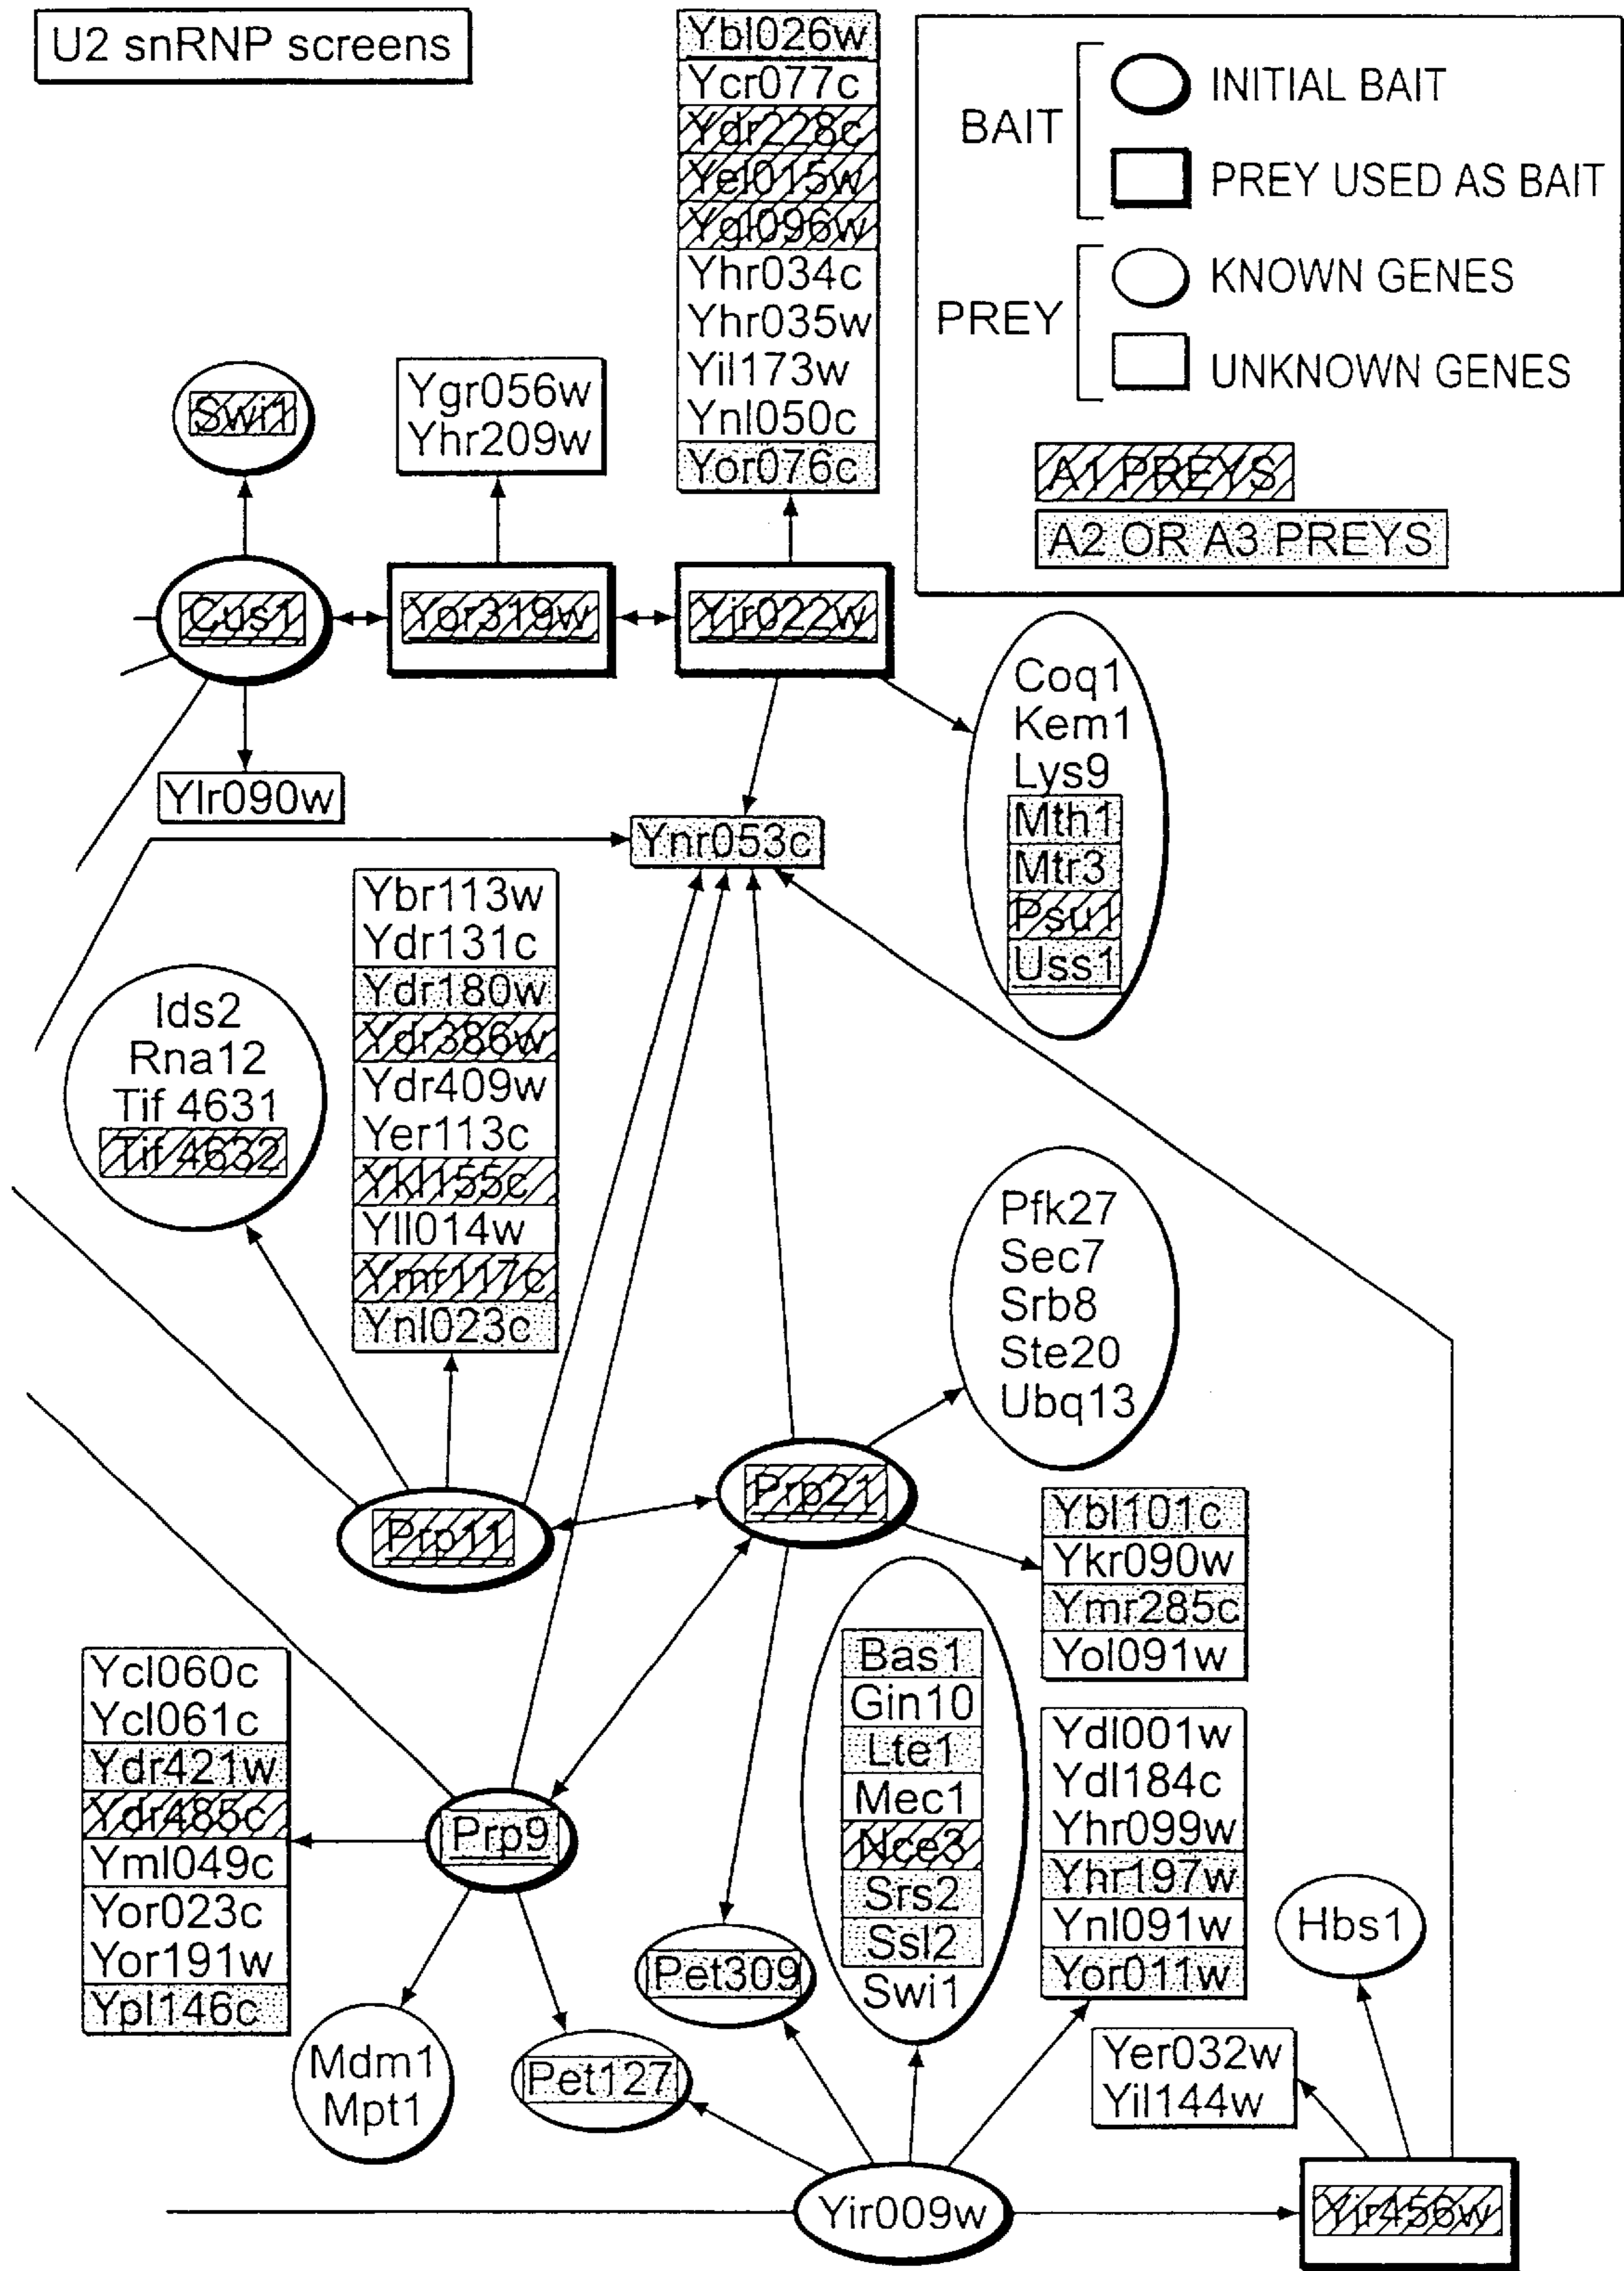 U2 snRNP screens
Ybl026w
Ycr077c
Ydr228c
Yel015w
Ygl096w
Yhr034c
Yhr035w
Yil173w
Ynl050c
Yor076c
BAIT
INITIAL BAIT
PREY USED AS BAIT
PREY
KNOWN GENES
UNKNOWN GENES
A1 PREYS
A2 OR A3 PREYS
Swi1
Ygr056w
Yhr209w
Cus1
Yor319w
Yir022w
Ylr090w
Ynr053c
Coq1
Kem1
Lys9
Mth1
Mtr3
Psu1
Uss1
Ids2
Rna12
Tif 4631
Tif 4632
Ybr113w
Ydr131c
Ydr180w
Ydr386w
Ydr409w
Yer113c
Ykl155c
Yll014w
Ymr117c
Ynl023c
Pfk27
Sec7
Srb8
Ste20
Ubq13
Prp11
Prp21
Ybl101c
Ykr090w
Ymr285c
Yol091w
Ycl060c
Ycl061c
Ydr421w
Ydr485c
Yml049c
Yor023c
Yor191w
Ypl146c
Prp9
Bas1
Gin10
Lte1
Mec1
Nce3
Srs2
Ssl2
Swi1
Ydl001w
Ydl184c
Yhr099w
Yhr197w
Ynl091w
Yor011w
Hbs1
Pet309
Mdm1
Mpt1
Pet127
Yer032w
Yil144w
Yir009w
Yir456w